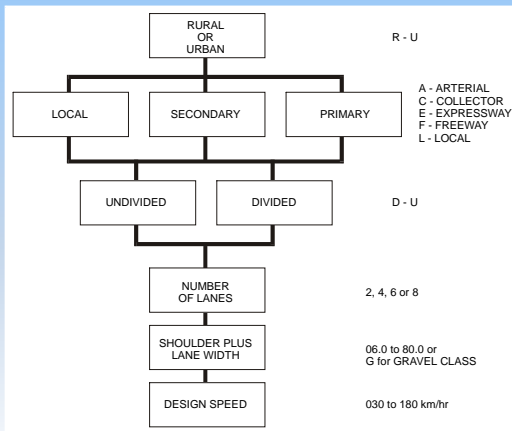 RURAL
OR
URBAN
R - U
LOCAL
SECONDARY
PRIMARY
A - ARTERIAL
C - COLLECTOR
E - EXPRESSWAY
F - FREEWAY
L - LOCAL
UNDIVIDED
DIVIDED
D - U
NUMBER
OF LANES
2, 4, 6 or 8
SHOULDER PLUS
LANE WIDTH
06.0 to 80.0 or
G for GRAVEL CLASS
DESIGN SPEED
030 to 180 km/hr